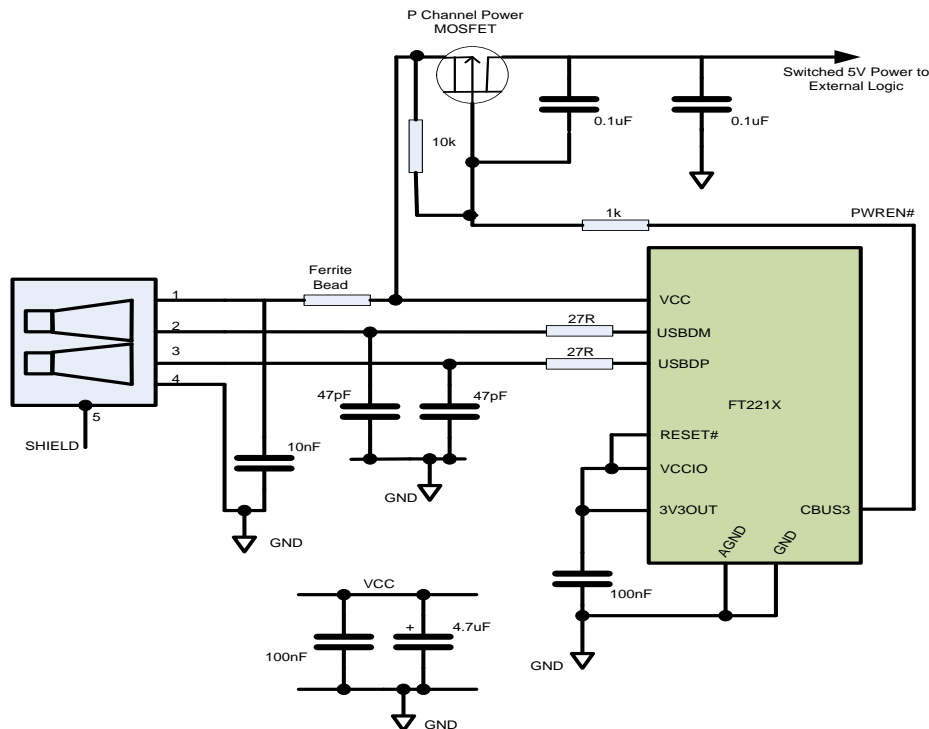 P Channel Power
MOSFET
Switched 5V Power to
External Logic
0.1uF
0.1uF
10k
1k
PWREN#
Ferrite
Bead
1
VCC
27R
2
USBDM
27R
3
USBDP
4
47pF
47pF
FT221X
5
SHIELD
10nF
RESET#
VCCIO
GND
3V3OUT
CBUS3
GND
AGND
GND
VCC
100nF
+
4.7uF
100nF
GND
GND